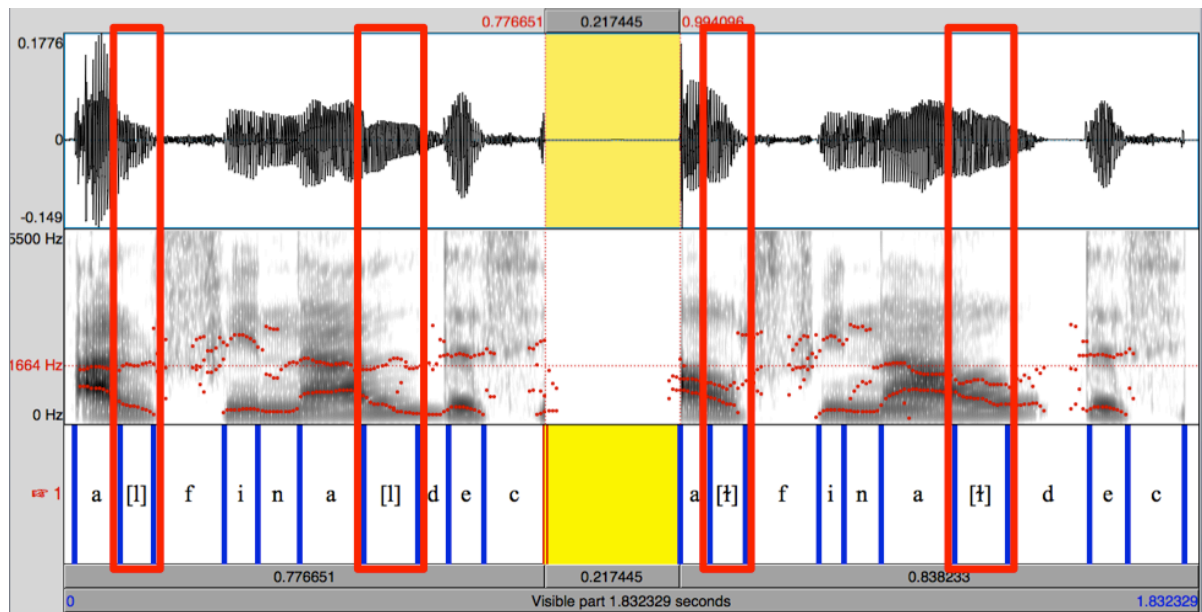 0.776651 0.217445 0.994096
0.1776
0
-0.149
5500 Hz
1664 Hz
0 Hz
☞ 1 a [l] f i n a [l] d e c a [ɫ] f i n a [ɫ] d e c
0.776651 0.217445 0.838233
0 Visible part 1.832329 seconds 1.832329